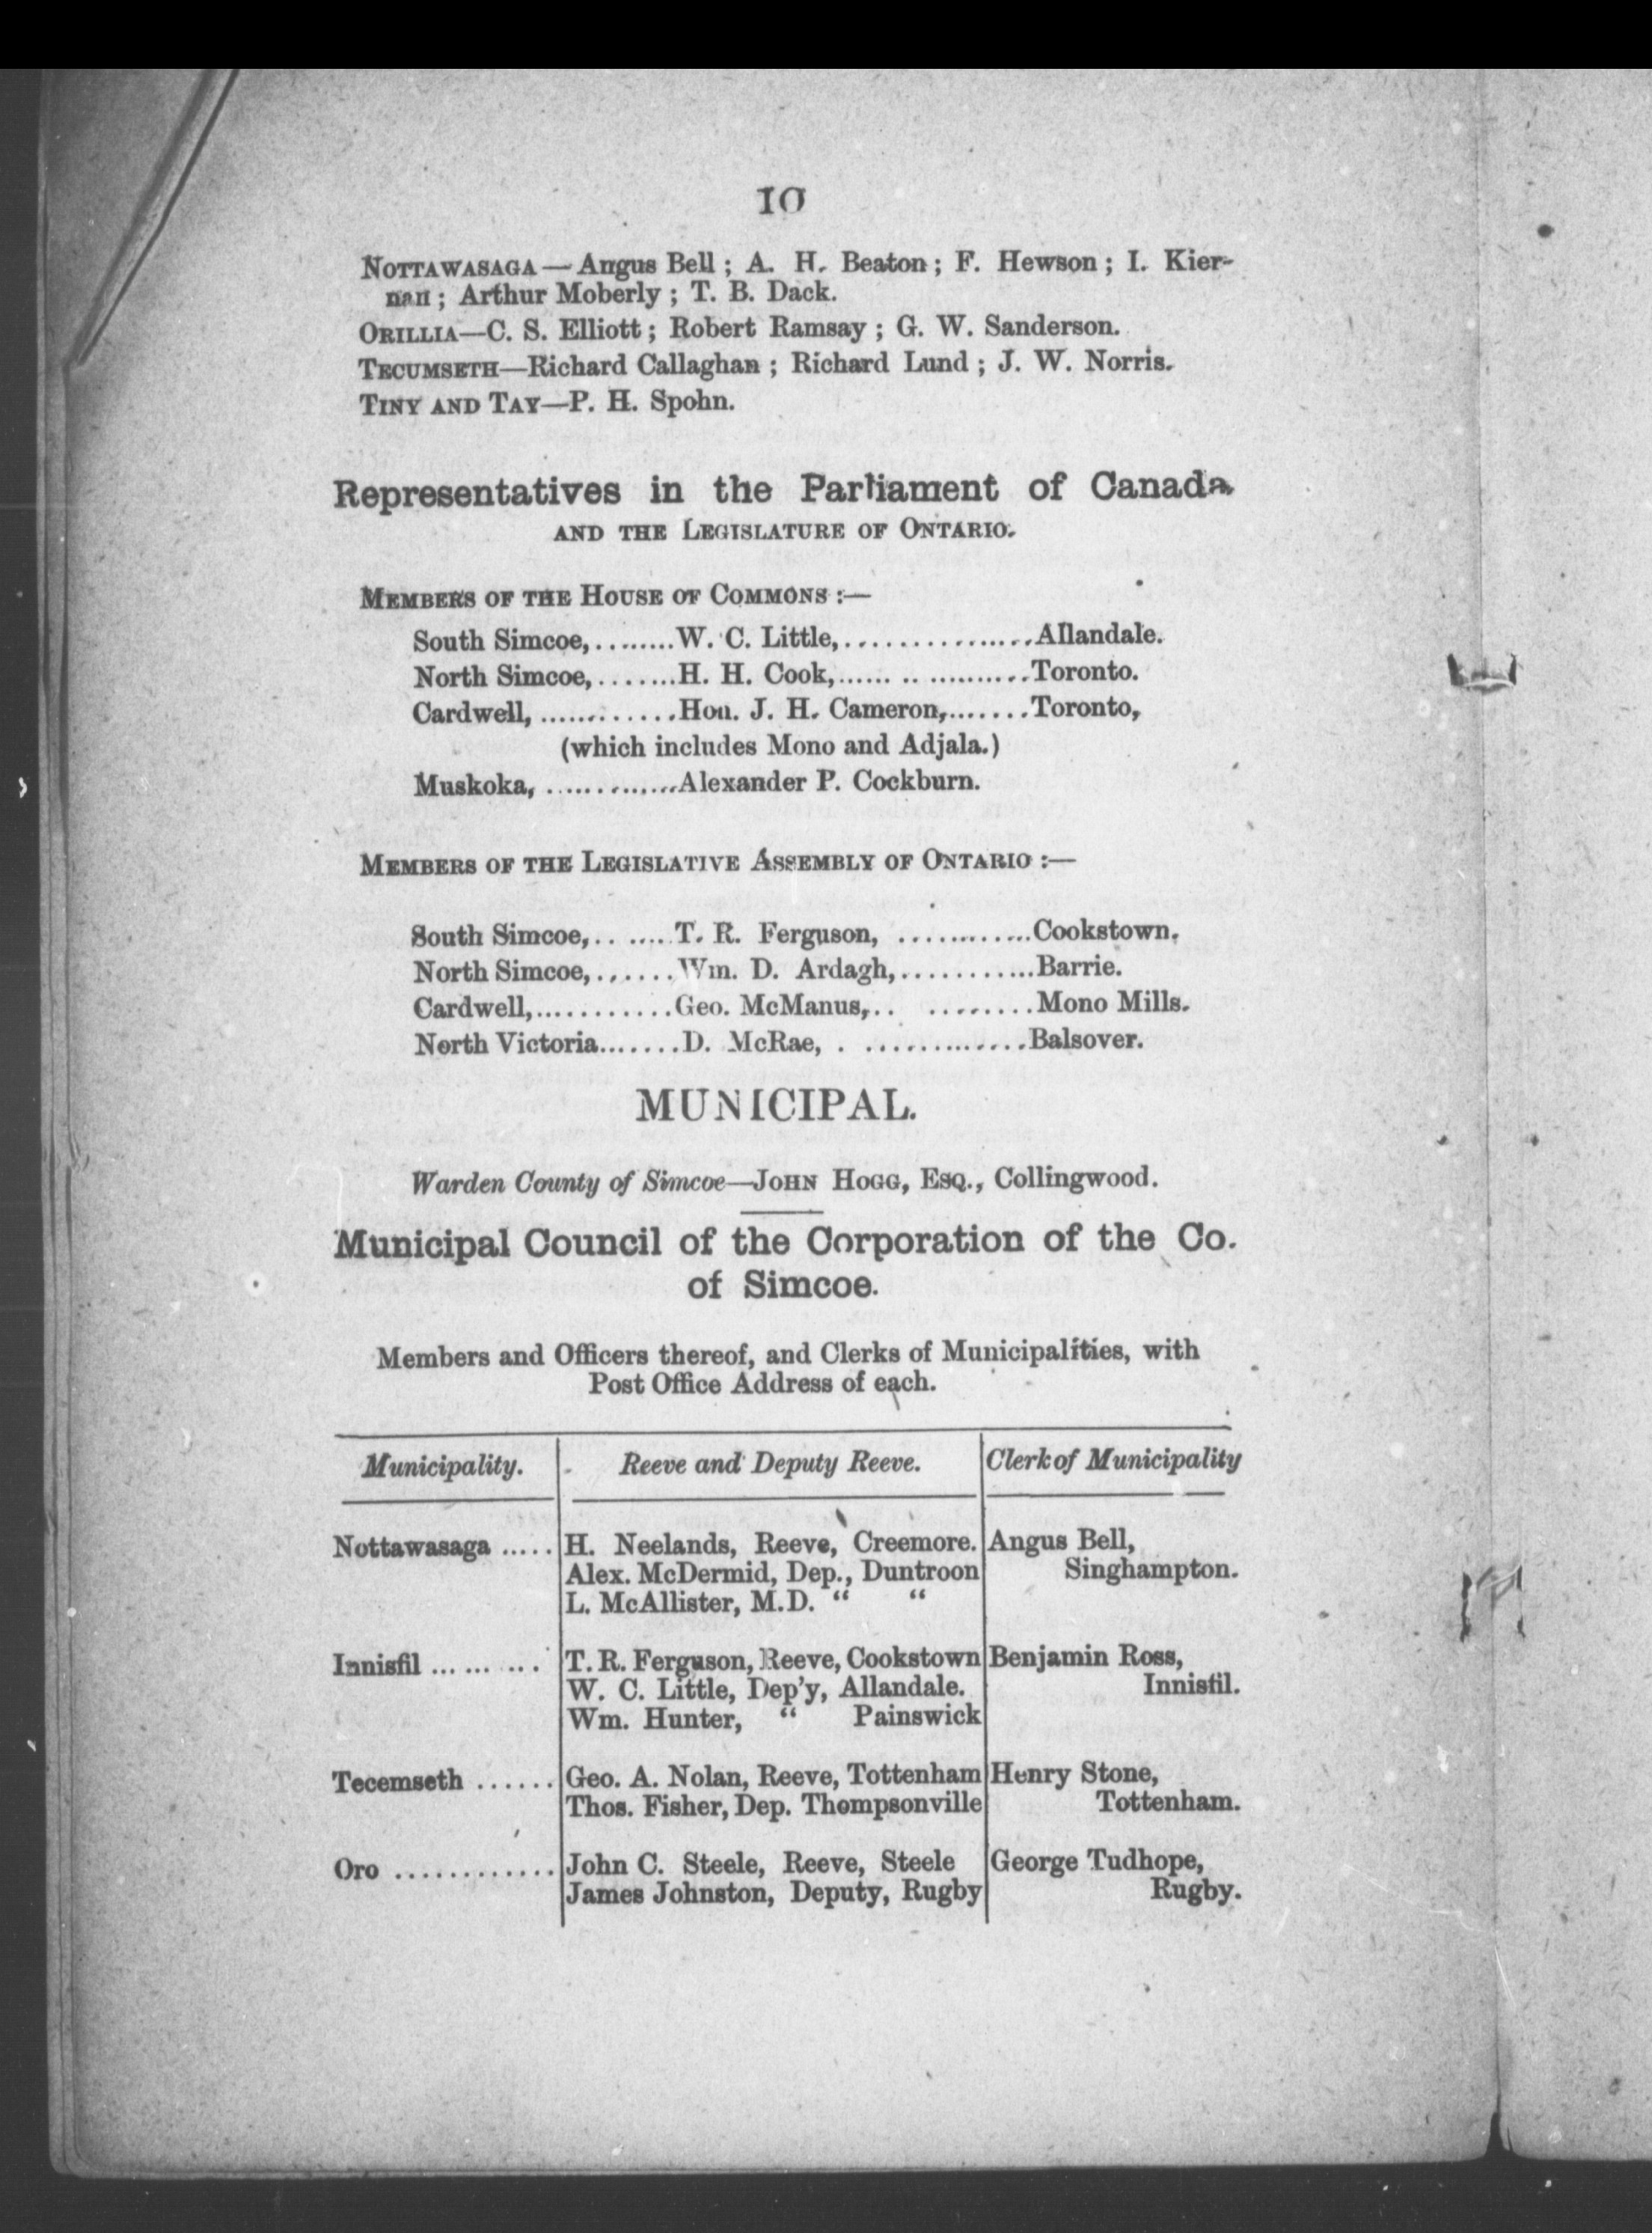 10
NOTTAWASAGA—Angus Bell; A. H. Beaton; F. Hewson; I. Kier-
nan; Arthur Moberly; T. B. Dack.
ORILLIA—C. S. Elliott; Robert Ramsay; G. W. Sanderson.
TECUMSETH—Richard Callaghan; Richard Lund; J. W. Norris.
TINY AND TAY—P. H. Spohn.
Representatives in the Parliament of Canada
AND THE LEGISLATURE OF ONTARIO.
MEMBERS OF THE HOUSE OF COMMONS:—
South Simcoe,........W. C. Little,..............Allandale.
North Simcoe,.......H. H. Cook,...... .. ..........Toronto.
Cardwell, ............Hon. J. H. Cameron,.......Toronto,
(which includes Mono and Adjala.)
Muskoka, ............Alexander P. Cockburn.
MEMBERS OF THE LEGISLATIVE ASSEMBLY OF ONTARIO:—
South Simcoe,.. .....T. R. Ferguson, ............Cookstown.
North Simcoe,.......Wm. D. Ardagh,............Barrie.
Cardwell,............Geo. McManus,.. ........Mono Mills.
North Victoria.......D. McRae, . ............Balsover.
MUNICIPAL.
Warden County of Simcoe—JOHN HOGG, ESQ., Collingwood.
Municipal Council of the Corporation of the Co.
of Simcoe.
Members and Officers thereof, and Clerks of Municipalities, with
Post Office Address of each.
Municipality. Reeve and Deputy Reeve. Clerk of Municipality
Nottawasaga ..... H. Neelands, Reeve, Creemore. Angus Bell,
Alex. McDermid, Dep., Duntroon Singhampton.
L. McAllister, M.D. “ “
Innisfil ... ... ... . T. R. Ferguson, Reeve, Cookstown Benjamin Ross,
W. C. Little, Dep'y, Allandale. Innisfil.
Wm. Hunter, “ Painswick
Tecemseth ...... Geo. A. Nolan, Reeve, Tottenham Henry Stone,
Thos. Fisher, Dep. Thompsonville Tottenham.
Oro ............ John C. Steele, Reeve, Steele George Tudhope,
James Johnston, Deputy, Rugby Rugby.